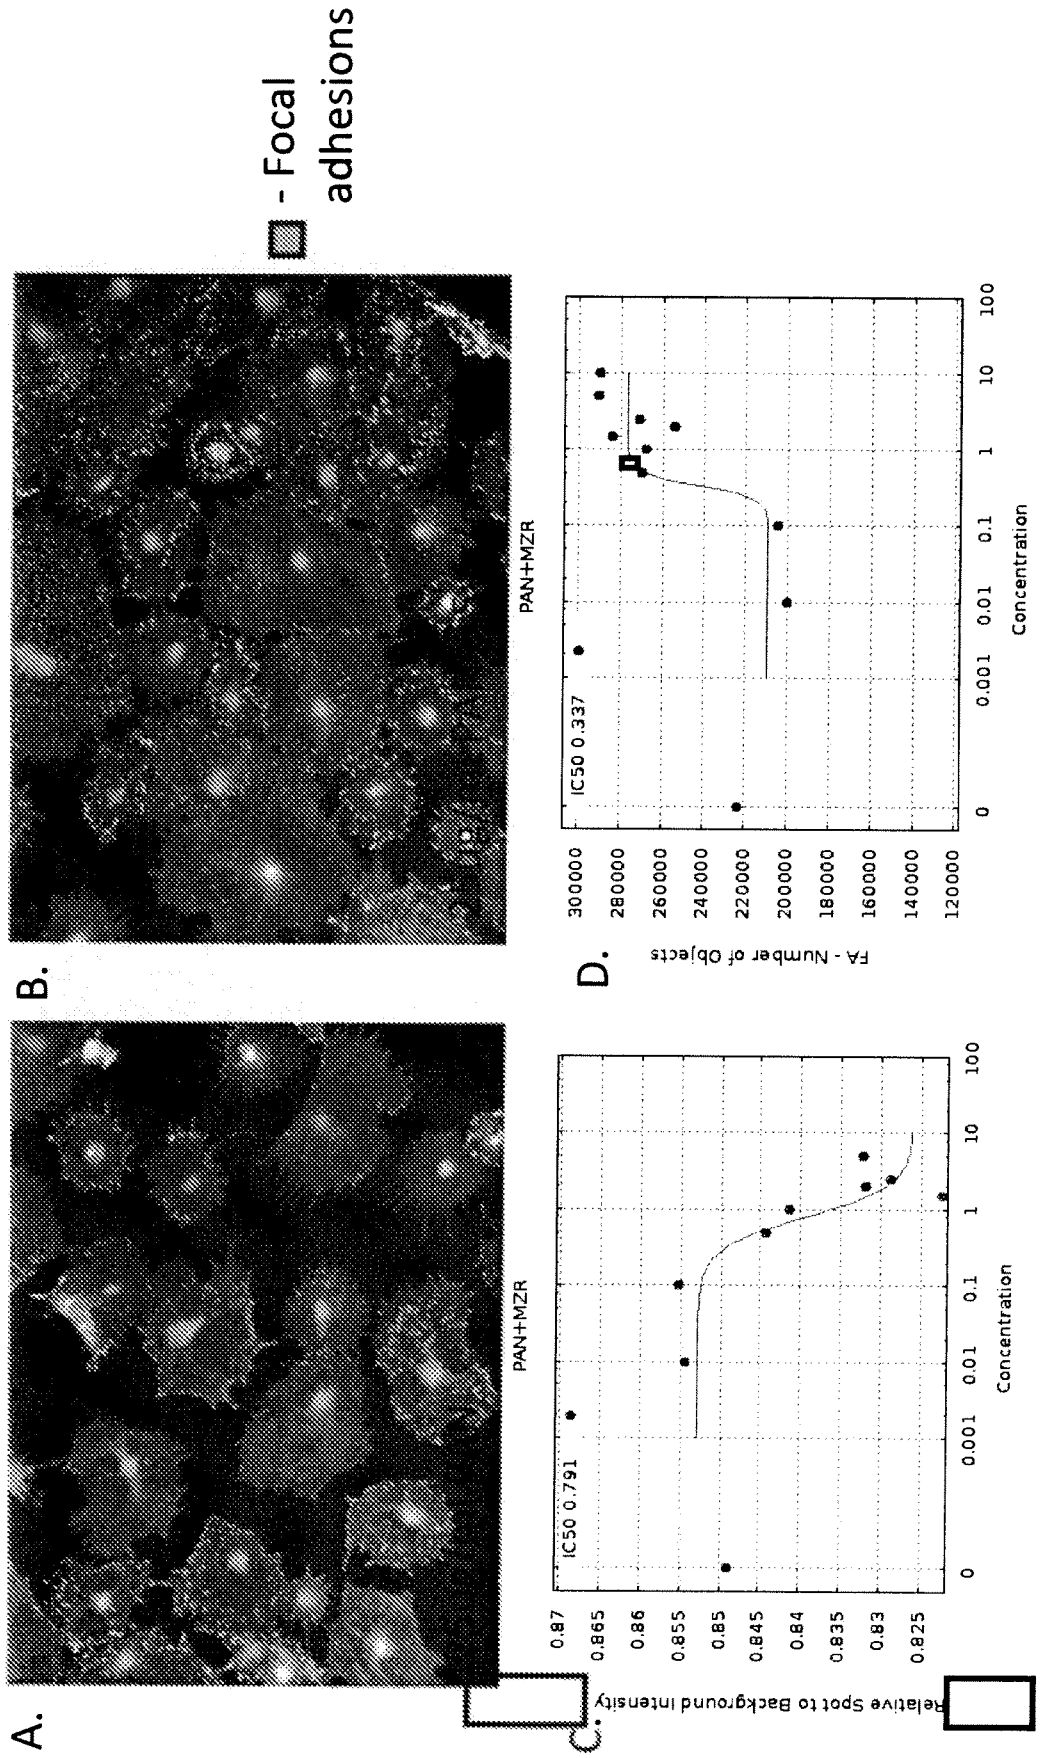 A.
B.
- Focal
adhesions
C.
PAN+MZR
IC50 0.791
Relative Spot to Background Intensity
0.87
0.865
0.86
0.855
0.85
0.845
0.84
0.835
0.83
0.825
0
0.001
0.01
0.1
1
10
100
Concentration
D.
PAN+MZR
IC50 0.337
FA - Number of Objects
300000
280000
260000
240000
220000
200000
180000
160000
140000
120000
0
0.001
0.01
0.1
1
10
100
Concentration